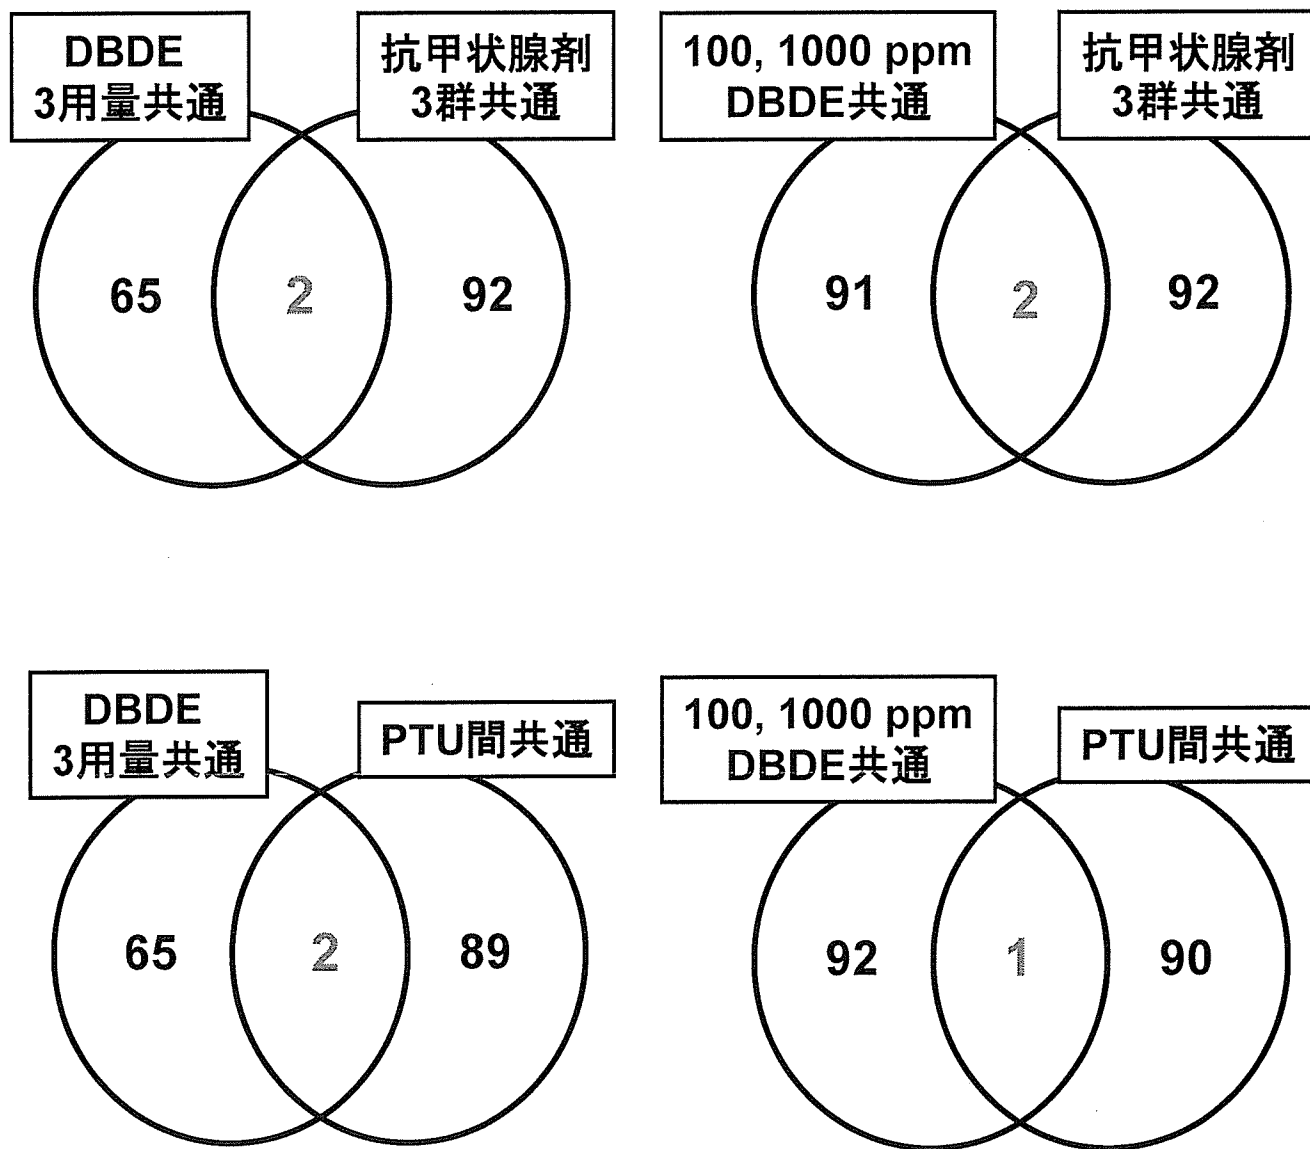 DBDE
3用量共通
抗甲状腺剤
3群共通
65
2
92
100, 1000 ppm
DBDE共通
抗甲状腺剤
3群共通
91
2
92
DBDE
3用量共通
PTU間共通
65
2
89
100, 1000 ppm
DBDE共通
PTU間共通
92
1
90